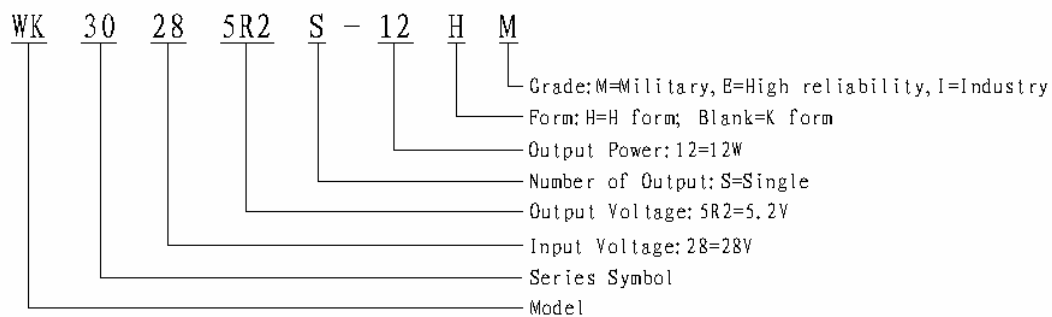 WK 30 28 5R2 S - 12 H M
Grade:M=Military,E=High reliability,I=Industry
Form:H=H form; Blank=K form
Output Power:12=12W
Number of Output:S=Single
Output Voltage:5R2=5.2V
Input Voltage:28=28V
Series Symbol
Model